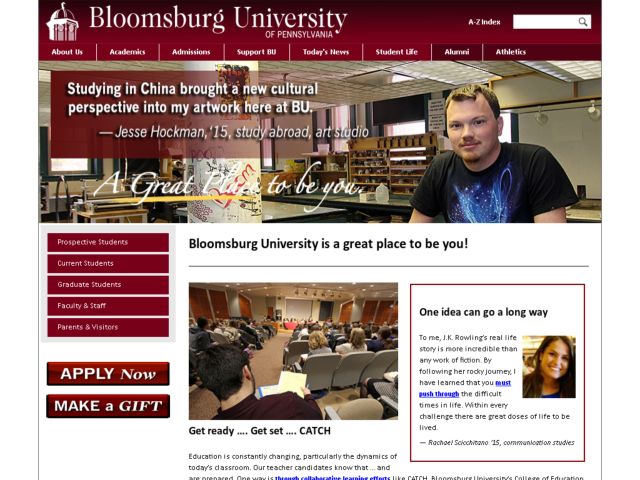 Bloomsburg University
OF PENNSYLVANIA
A-Z Index
About Us
Academics
Admissions
Support BU
Today's News
Student Life
Alumni
Athletics
Studying in China brought a new cultural
perspective into my artwork here at BU.
— Jesse Hockman, '15, study abroad, art studio
A Great Place to be you.
Prospective Students
Current Students
Graduate Students
Faculty & Staff
Parents & Visitors
APPLY Now
MAKE a GIFT
Bloomsburg University is a great place to be you!
Get ready .... Get set .... CATCH
Education is constantly changing, particularly the dynamics of
today's classroom. Our teacher candidates know that ... and
are prepared. One way is through collaborative learning efforts like CATCH. Bloomsburg University's College of Education
One idea can go a long way
To me, J.K. Rowling's real life
story is more incredible than
any work of fiction. By
following her rocky journey, I
have learned that you must
push through the difficult
times in life. Within every
challenge there are great doses of life to be
lived.
— Rachael Scicchitano '15, communication studies